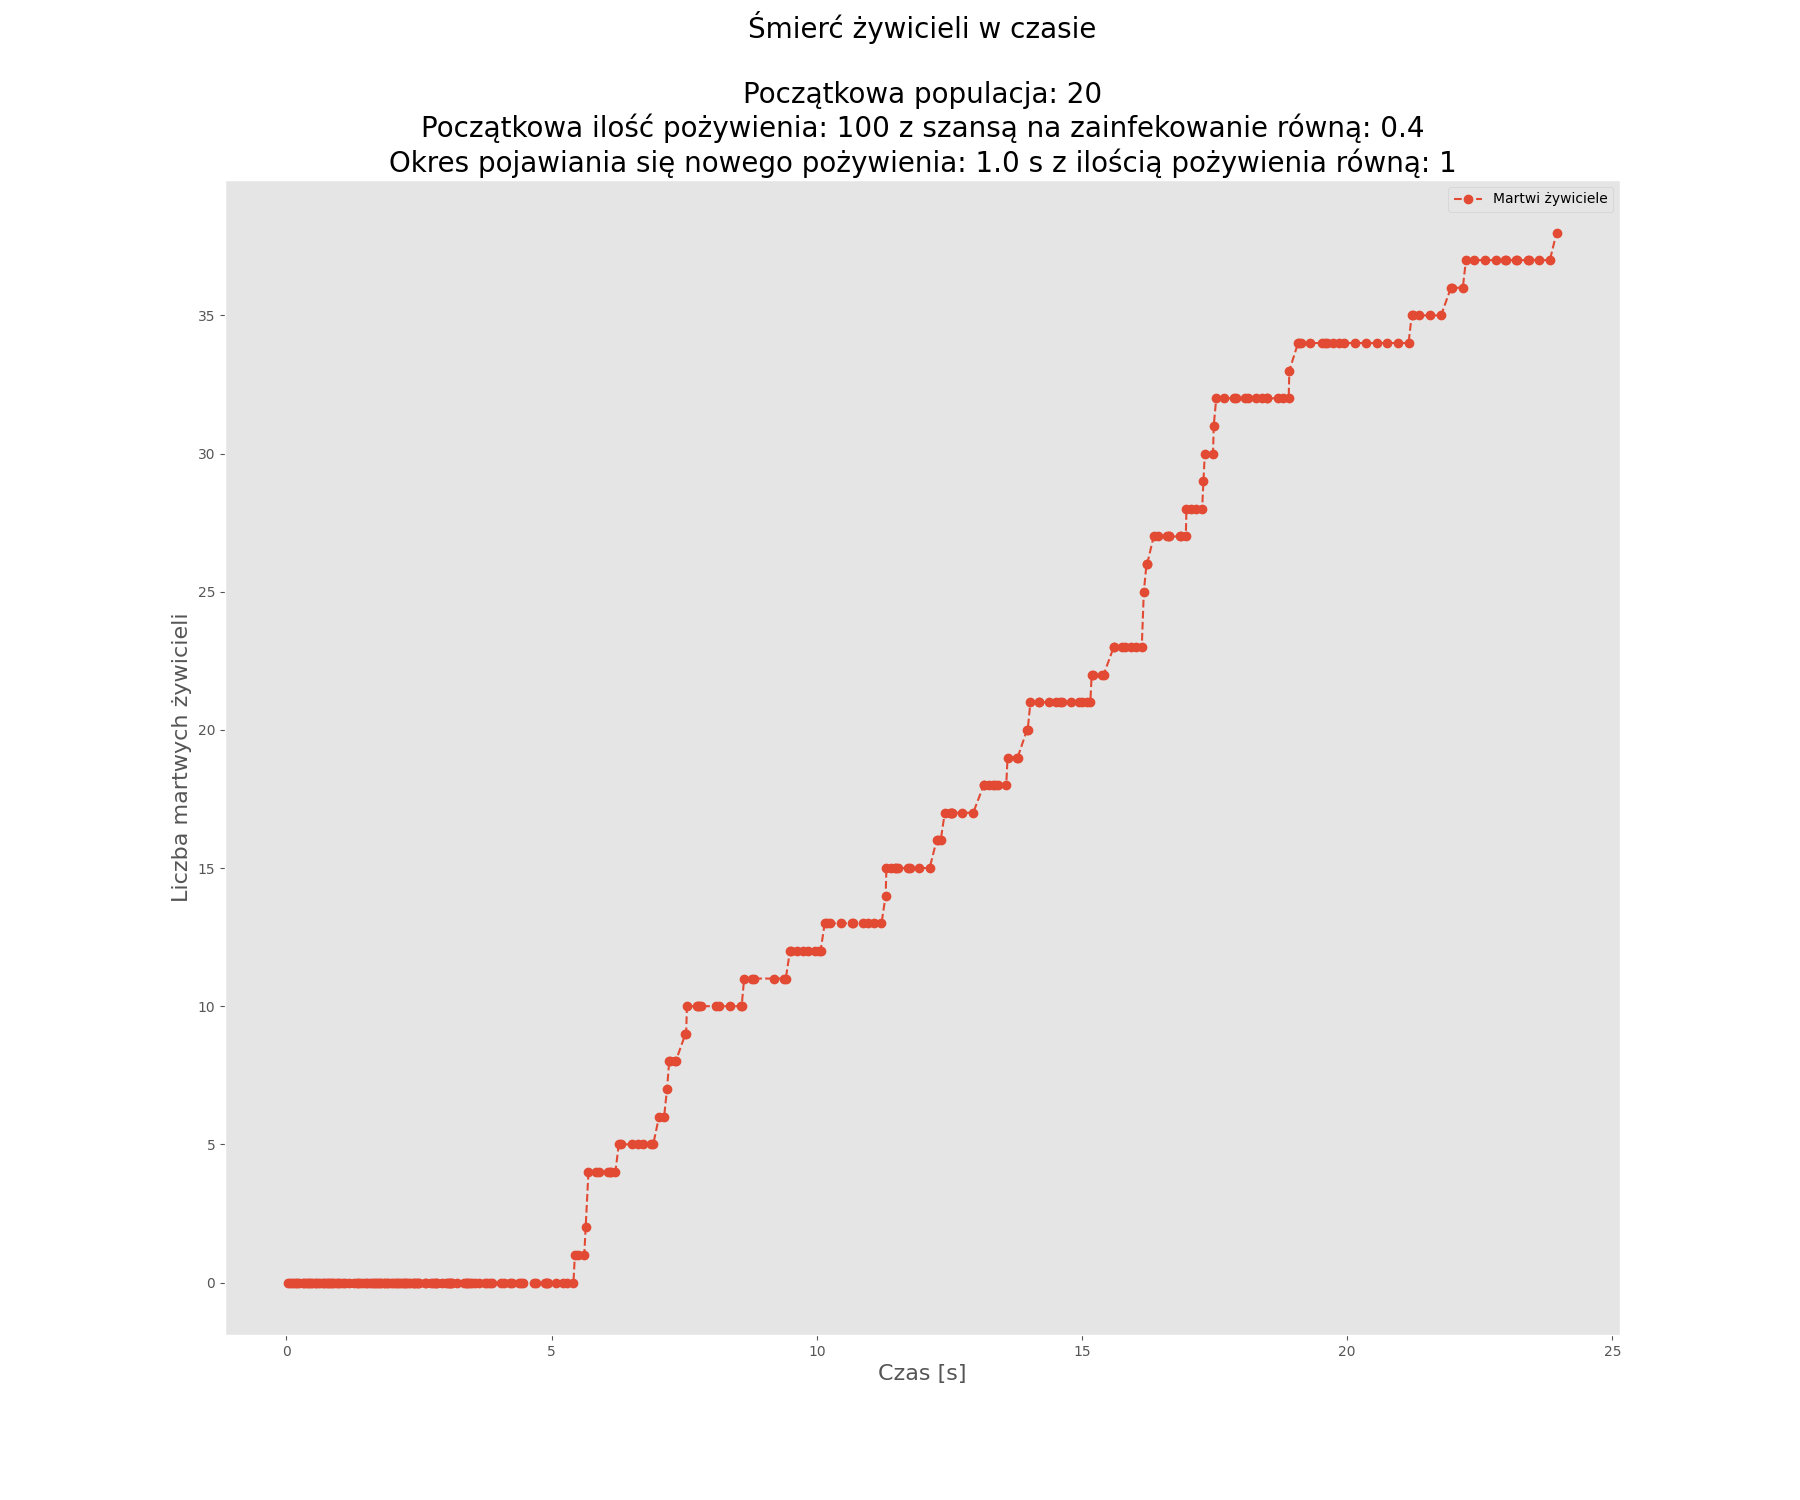 Śmierć żywicieli w czasie
Początkowa populacja: 20
Początkowa ilość pożywienia: 100 z szansą na zainfekowanie równą: 0.4
Okres pojawiania się nowego pożywienia: 1.0 s z ilością pożywienia równą: 1
Martwi żywiciele
35
30
25
20
15
10
5
0
Liczba martwych żywicieli
0 5 10 15 20 25
Czas [s]